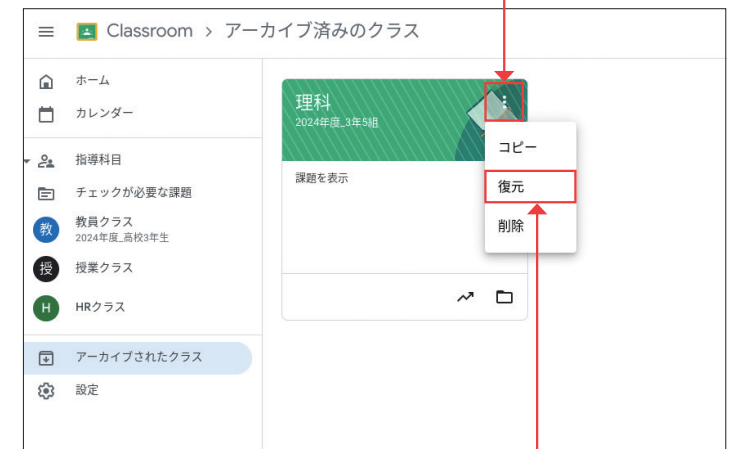 Classroom > アーカイブ済みのクラス
ホーム
カレンダー
指導科目
チェックが必要な課題
教 教員クラス
2024年度_高校3年生
授 授業クラス
H HRクラス
アーカイブされたクラス
設定
理科
2024年度_3年5組
課題を表示
コピー
復元
削除